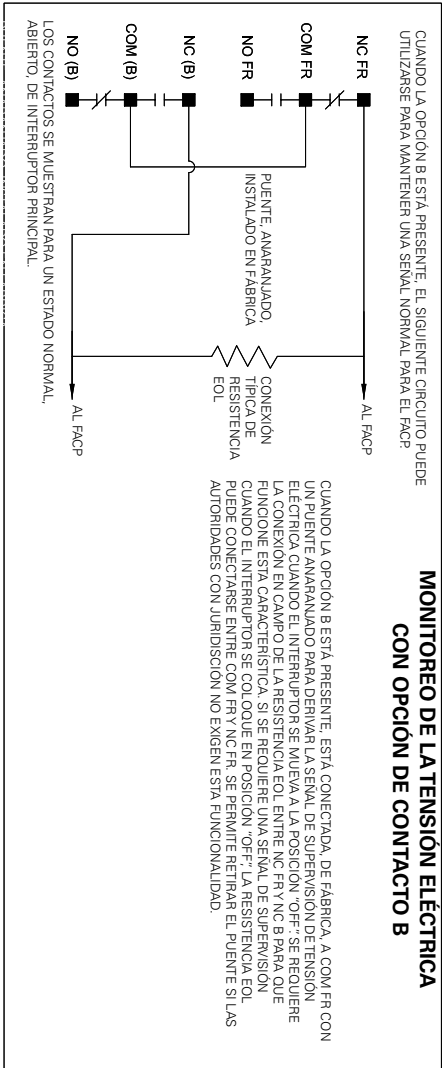 MONITOREO DE LA TENSIÓN ELÉCTRICA
CON OPCIÓN DE CONTACTO B
CUANDO LA OPCIÓN B ESTÁ PRESENTE, EL SIGUIENTE CIRCUITO PUEDE
UTILIZARSE PARA MANTENER UNA SEÑAL NORMAL PARA EL FACP.
NC FR
COM FR
NO FR
NC (B)
COM (B)
NO (B)
PUENTE, ANARANJADO,
INSTALADO EN FÁBRICA
AL FACP
CONEXIÓN
TÍPICA DE
RESISTENCIA
EOL
AL FACP
LOS CONTACTOS SE MUESTRAN PARA UN ESTADO NORMAL,
ABIERTO, DE INTERRUPTOR PRINCIPAL.
CUANDO LA OPCIÓN B ESTÁ PRESENTE, ESTÁ CONECTADA, DE FÁBRICA, A COM FR CON
UN PUENTE ANARANJADO PARA DERIVAR LA SEÑAL DE SUPERVISIÓN DE TENSIÓN
ELÉCTRICA CUANDO EL INTERRUPTOR SE MUEVA A LA POSICIÓN "OFF". SE REQUIERE
LA CONEXIÓN EN CAMPO DE LA RESISTENCIA EOL ENTRE NC FR Y NC B PARA QUE
FUNCIONE ESTA CARACTERÍSTICA. SI SE REQUIERE UNA SEÑAL DE SUPERVISIÓN
CUANDO EL INTERRUPTOR SE COLOQUE EN POSICIÓN "OFF", LA RESISTENCIA EOL
PUEDE CONECTARSE ENTRE COM FR Y NC FR. SE PERMITE RETIRAR EL PUENTE SI LAS
AUTORIDADES CON JURIDISCIÓN NO EXIGEN ESTA FUNCIONALIDAD.